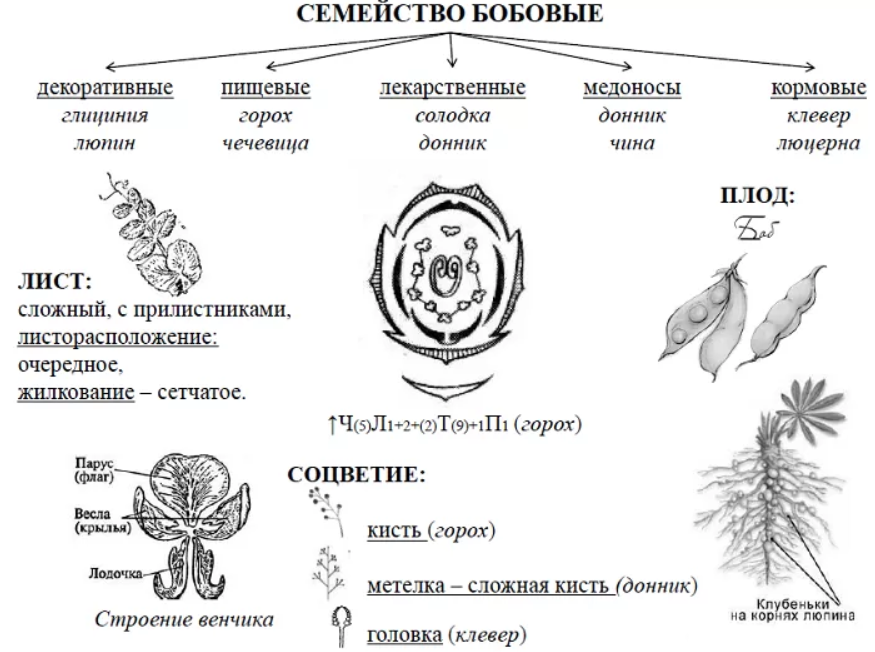 СЕМЕЙСТВО БОБОВЫЕ
декоративные пищевые лекарственные медоносы кормовые
глициния горох солодка донник клевер
люпин чечевица донник чина люцерна
ПЛОД:
Боб
ЛИСТ:
сложный, с прилистниками,
листорасположение:
очередное,
жилкование – сетчатое.
↑Ч(5)Л1+2+(2)Т(9)+1П1 (горох)
Парус
(флаг)
Весла
(крылья)
Лодочка
Строение венчика
СОЦВЕТИЕ:
кисть (горох)
метелка – сложная кисть (донник)
головка (клевер)
Клубеньки
на корнях люпина